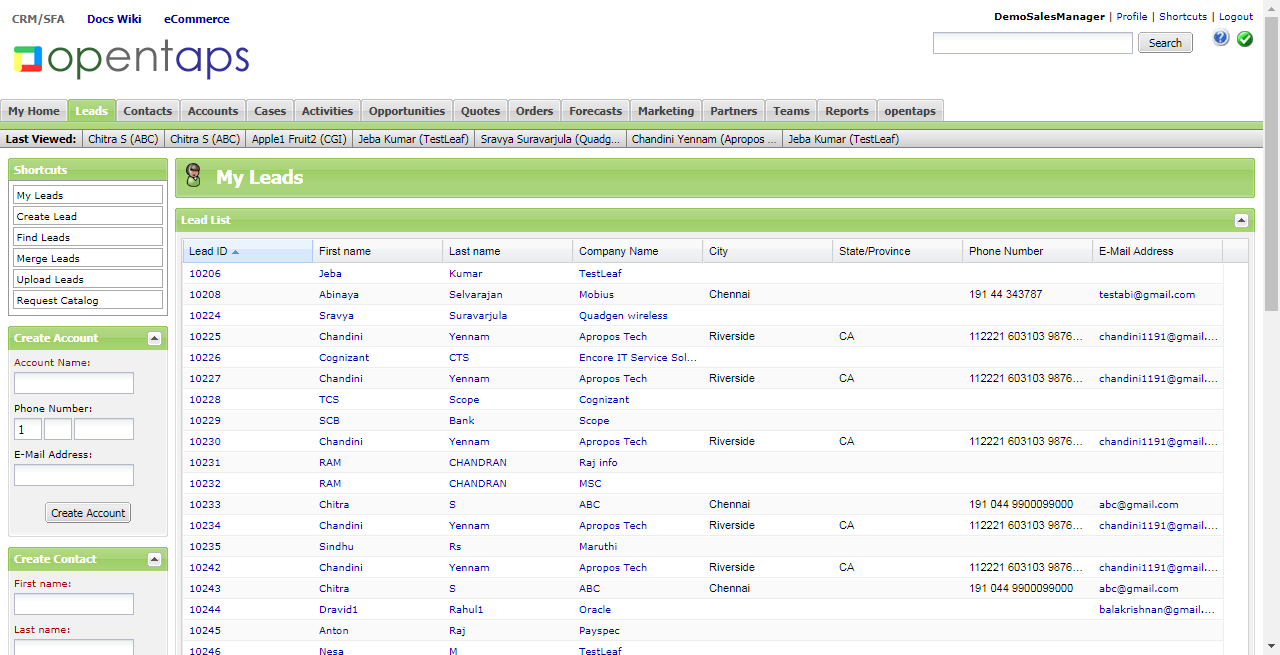 CRM/SFA Docs Wiki eCommerce
DemoSalesManager | Profile | Shortcuts | Logout
opentaps
Search
My Home Leads Contacts Accounts Cases Activities Opportunities Quotes Orders Forecasts Marketing Partners Teams Reports opentaps
Last Viewed: Chitra S (ABC) Chitra S (ABC) Apple1 Fruit2 (CGI) Jeba Kumar (TestLeaf) Sravya Suravarjula (Quadg... Chandini Yennam (Apropos ... Jeba Kumar (TestLeaf)
Shortcuts
My Leads
Create Lead
Find Leads
Merge Leads
Upload Leads
Request Catalog
Create Account
Account Name:
Phone Number:
1
E-Mail Address:
Create Account
Create Contact
First name:
Last name:
My Leads
Lead List
Lead ID First name Last name Company Name City State/Province Phone Number E-Mail Address
10206 Jeba Kumar TestLeaf
10208 Abinaya Selvarajan Mobius Chennai 191 44 343787 testabi@gmail.com
10224 Sravya Suravarjula Quadgen wireless
10225 Chandini Yennam Apropos Tech Riverside CA 112221 603103 9876... chandini1191@gmail....
10226 Cognizant CTS Encore IT Service Sol...
10227 Chandini Yennam Apropos Tech Riverside CA 112221 603103 9876... chandini1191@gmail....
10228 TCS Scope Cognizant
10229 SCB Bank Scope
10230 Chandini Yennam Apropos Tech Riverside CA 112221 603103 9876... chandini1191@gmail....
10231 RAM CHANDRAN Raj info
10232 RAM CHANDRAN MSC
10233 Chitra S ABC Chennai 191 044 9900099000 abc@gmail.com
10234 Chandini Yennam Apropos Tech Riverside CA 112221 603103 9876... chandini1191@gmail....
10235 Sindhu Rs Maruthi
10242 Chandini Yennam Apropos Tech Riverside CA 112221 603103 9876... chandini1191@gmail....
10243 Chitra S ABC Chennai 191 044 9900099000 abc@gmail.com
10244 Dravid1 Rahul1 Oracle balakrishnan@gmail....
10245 Anton Raj Payspec
10246 Nesa M TestLeaf